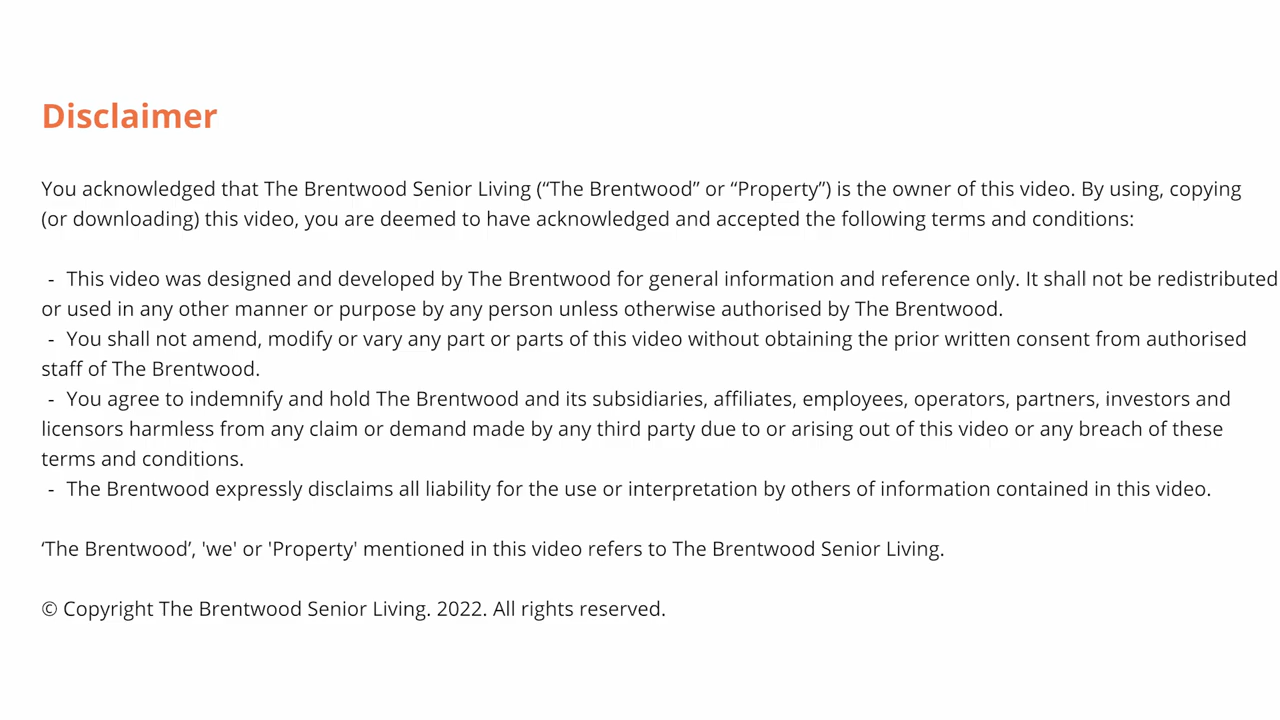 Disclaimer
You acknowledged that The Brentwood Senior Living (“The Brentwood” or “Property”) is the owner of this video. By using, copying
(or downloading) this video, you are deemed to have acknowledged and accepted the following terms and conditions:
- This video was designed and developed by The Brentwood for general information and reference only. It shall not be redistributed
or used in any other manner or purpose by any person unless otherwise authorised by The Brentwood.
- You shall not amend, modify or vary any part or parts of this video without obtaining the prior written consent from authorised
staff of The Brentwood.
- You agree to indemnify and hold The Brentwood and its subsidiaries, affiliates, employees, operators, partners, investors and
licensors harmless from any claim or demand made by any third party due to or arising out of this video or any breach of these
terms and conditions.
- The Brentwood expressly disclaims all liability for the use or interpretation by others of information contained in this video.
‘The Brentwood’, 'we' or 'Property' mentioned in this video refers to The Brentwood Senior Living.
© Copyright The Brentwood Senior Living. 2022. All rights reserved.